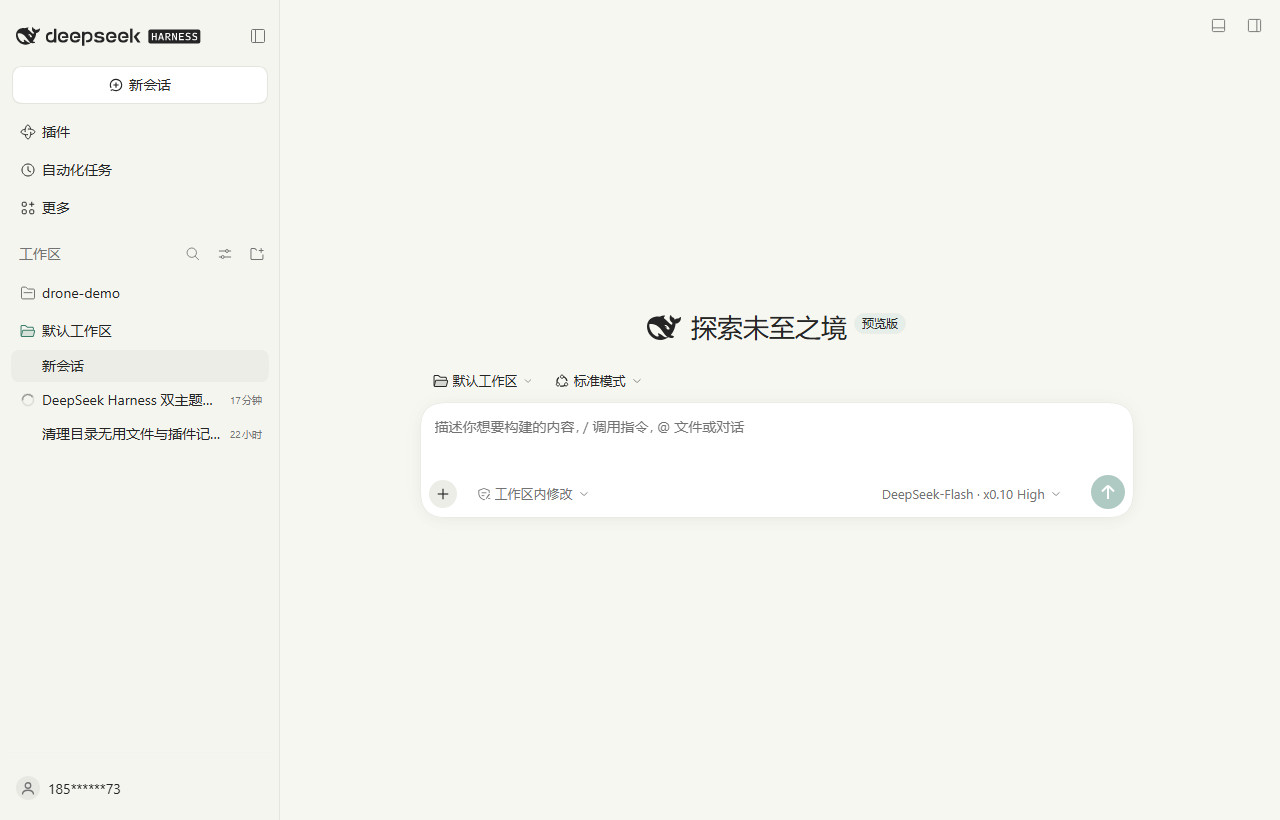 deepseek HARNESS
新会话
插件
自动化任务
更多
工作区
drone-demo
默认工作区
新会话
DeepSeek Harness 双主题... 17分钟
清理目录无用文件与插件记... 22小时
185******73
探索未至之境 预览版
默认工作区 标准模式
描述你想要构建的内容, / 调用指令, @ 文件或对话
工作区内修改 DeepSeek-Flash · x0.10 High